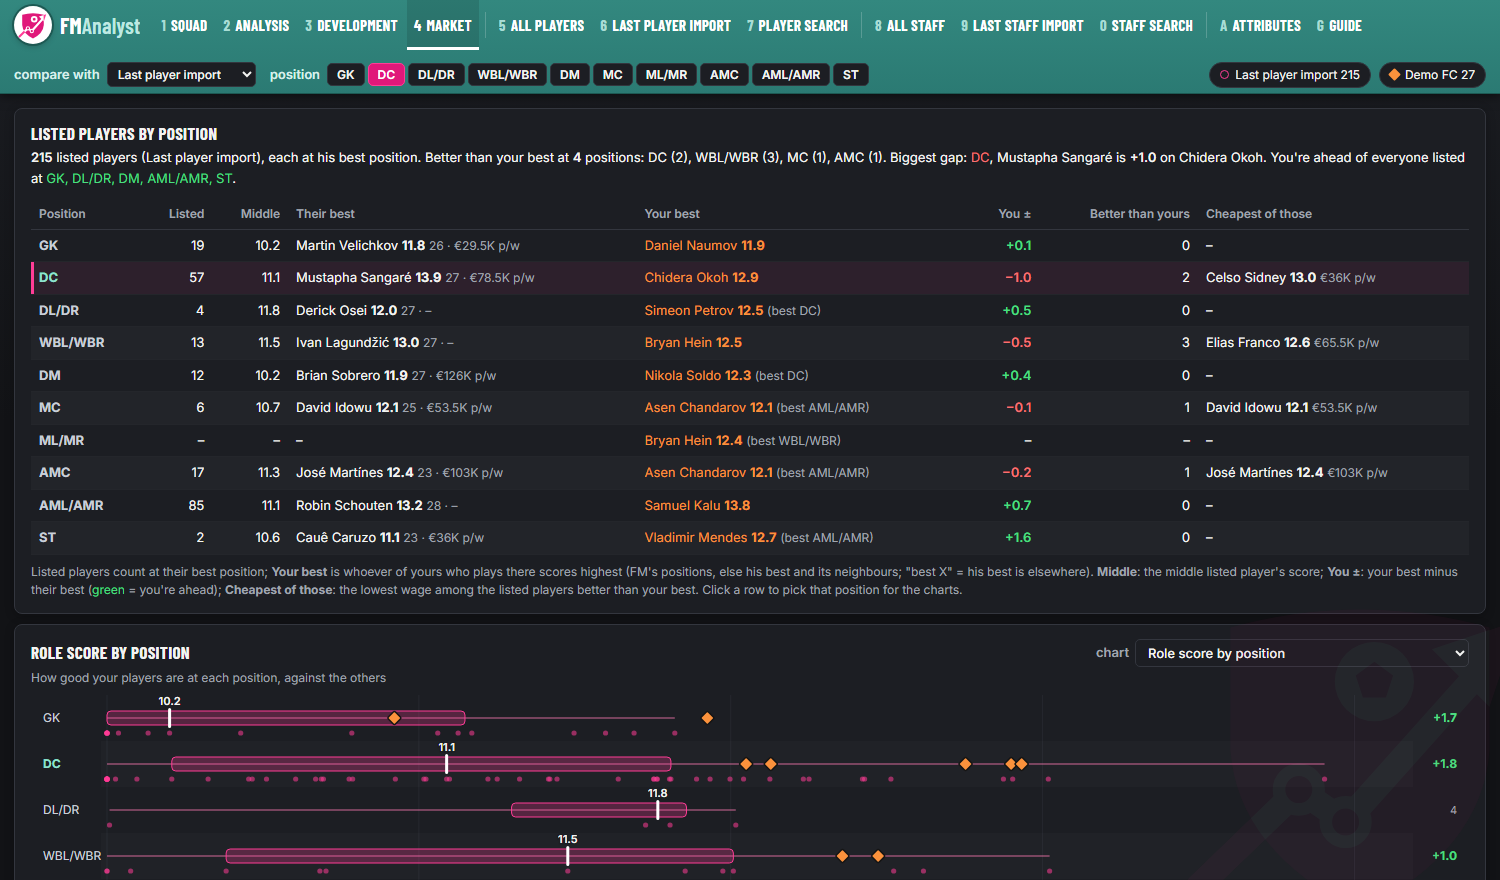 FMAnalyst 1 SQUAD 2 ANALYSIS 3 DEVELOPMENT 4 MARKET 5 ALL PLAYERS 6 LAST PLAYER IMPORT 7 PLAYER SEARCH 8 ALL STAFF 9 LAST STAFF IMPORT 0 STAFF SEARCH A ATTRIBUTES G GUIDE
compare with Last player import position GK DC DL/DR WBL/WBR DM MC ML/MR AMC AML/AMR ST Last player import 215 Demo FC 27
LISTED PLAYERS BY POSITION
215 listed players (Last player import), each at his best position. Better than your best at 4 positions: DC (2), WBL/WBR (3), MC (1), AMC (1). Biggest gap: DC, Mustapha Sangaré is +1.0 on Chidera Okoh. You're ahead of everyone listed
at GK, DL/DR, DM, AML/AMR, ST.
Position Listed Middle Their best Your best You ± Better than yours Cheapest of those
GK 19 10.2 Martin Velichkov 11.8 26 · €29.5K p/w Daniel Naumov 11.9 +0.1 0 –
DC 57 11.1 Mustapha Sangaré 13.9 27 · €78.5K p/w Chidera Okoh 12.9 −1.0 2 Celso Sidney 13.0 €36K p/w
DL/DR 4 11.8 Derick Osei 12.0 27 · – Simeon Petrov 12.5 (best DC) +0.5 0 –
WBL/WBR 13 11.5 Ivan Lagundžić 13.0 27 · – Bryan Hein 12.5 −0.5 3 Elias Franco 12.6 €65.5K p/w
DM 12 10.2 Brian Sobrero 11.9 27 · €126K p/w Nikola Soldo 12.3 (best DC) +0.4 0 –
MC 6 10.7 David Idowu 12.1 25 · €53.5K p/w Asen Chandarov 12.1 (best AML/AMR) −0.1 1 David Idowu 12.1 €53.5K p/w
ML/MR – – – Bryan Hein 12.4 (best WBL/WBR) – – –
AMC 17 11.3 José Martínes 12.4 23 · €103K p/w Asen Chandarov 12.1 (best AML/AMR) −0.2 1 José Martínes 12.4 €103K p/w
AML/AMR 85 11.1 Robin Schouten 13.2 28 · – Samuel Kalu 13.8 +0.7 0 –
ST 2 10.6 Cauê Caruzo 11.1 23 · €36K p/w Vladimir Mendes 12.7 (best AML/AMR) +1.6 0 –
Listed players count at their best position; Your best is whoever of yours who plays there scores highest (FM's positions, else his best and its neighbours; "best X" = his best is elsewhere). Middle: the middle listed player's score; You ±: your best minus
their best (green = you're ahead); Cheapest of those: the lowest wage among the listed players better than your best. Click a row to pick that position for the charts.
ROLE SCORE BY POSITION chart Role score by position
How good your players are at each position, against the others
10.2
GK +1.7
11.1
DC +1.8
11.8
DL/DR 4
11.5
WBL/WBR +1.0